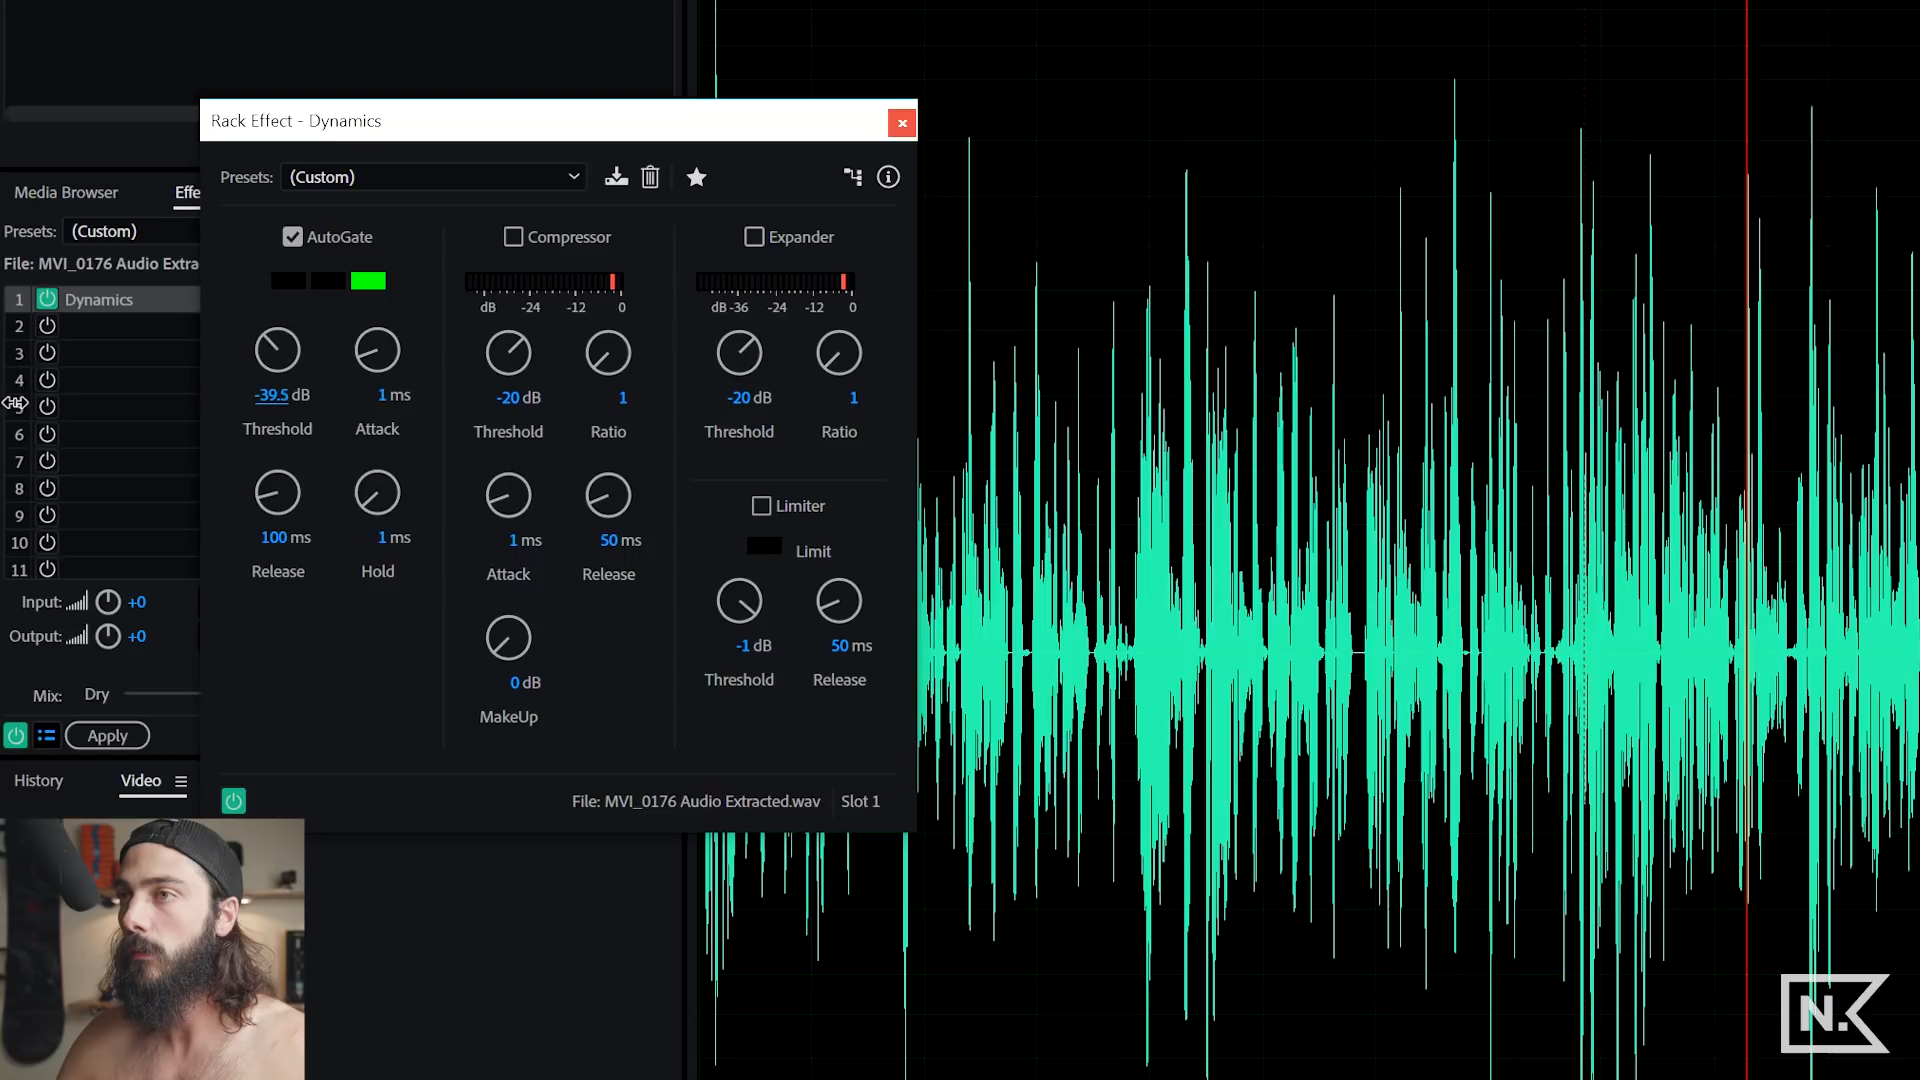 Rack Effect - Dynamics
Presets: (Custom)
AutoGate
-39.5 dB 1 ms
Threshold Attack
100 ms 1 ms
Release Hold
Compressor
dB -24 -12 0
-20 dB 1
Threshold Ratio
1 ms 50 ms
Attack Release
0 dB
MakeUp
Expander
dB -36 -24 -12 0
-20 dB 1
Threshold Ratio
Limiter
Limit
-1 dB 50 ms
Threshold Release
File: MVI_0176 Audio Extracted.wav Slot 1
Media Browser Effe
Presets: (Custom)
File: MVI_0176 Audio Extra
1 Dynamics
2
3
4
5
6
7
8
9
10
11
Input: +0
Output: +0
Mix: Dry
Apply
History Video
N.K